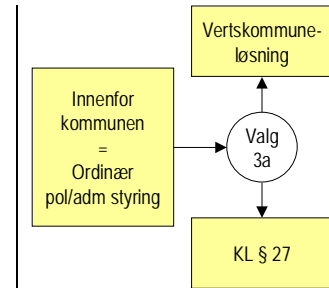 Vertskommune-
løsning
Innenfor
kommunen
=
Ordinær
pol/adm styring
Valg
3a
KL § 27